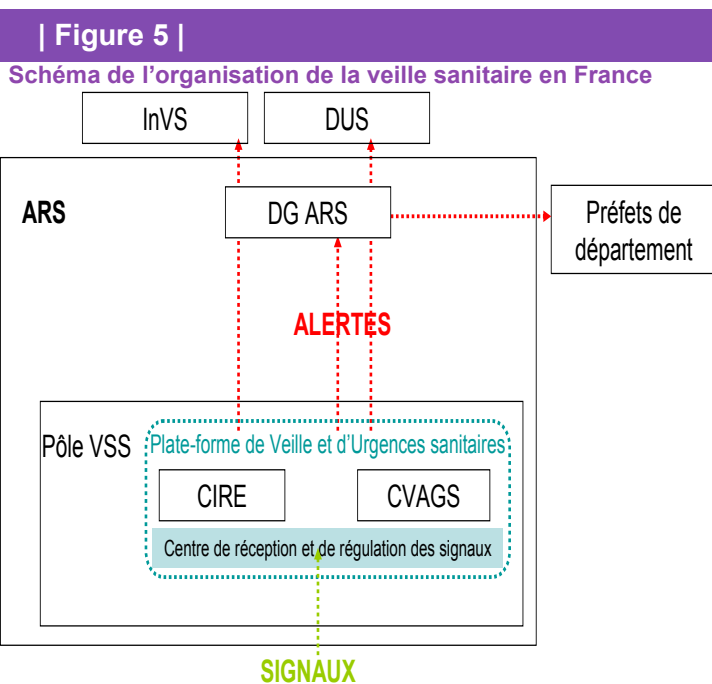 | Figure 5 |
Schéma de l’organisation de la veille sanitaire en France
InVS
DUS
ARS
DG ARS
Préfets de
département
ALERTES
Pôle VSS
Plate-forme de Veille et d’Urgences sanitaires
CIRE
CVAGS
Centre de réception et de régulation des signaux
SIGNAUX